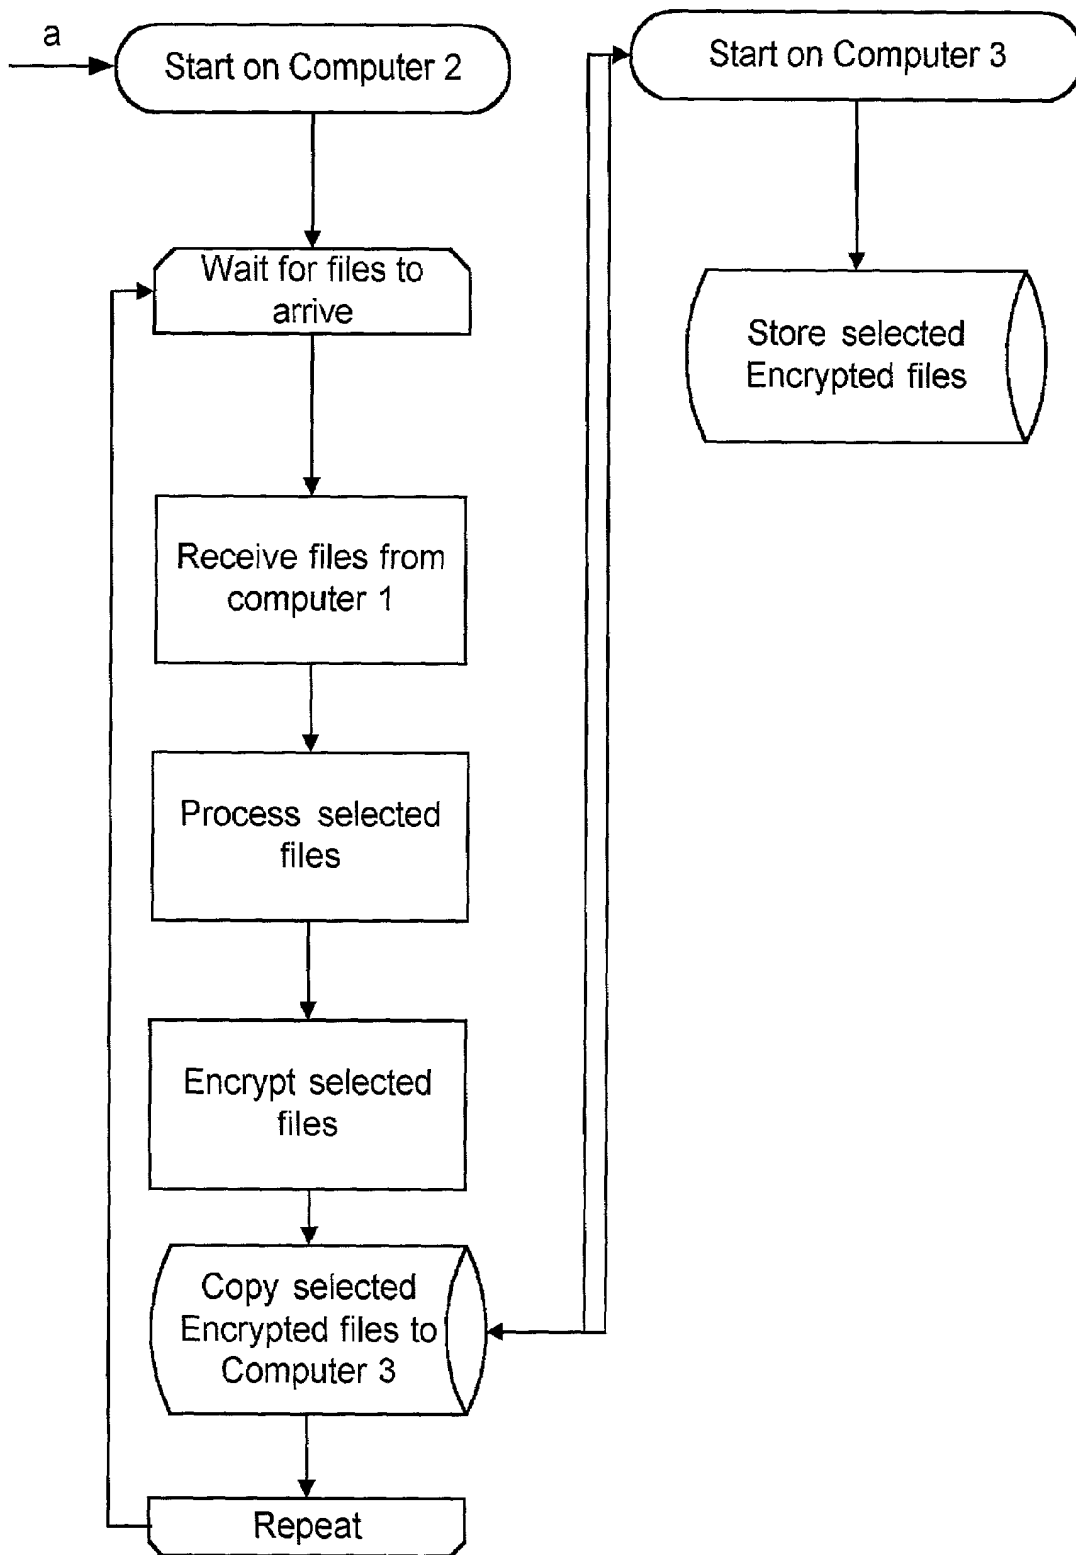 a
Start on Computer 2
Wait for files to
arrive
Receive files from
computer 1
Process selected
files
Encrypt selected
files
Copy selected
Encrypted files to
Computer 3
Repeat
Start on Computer 3
Store selected
Encrypted files